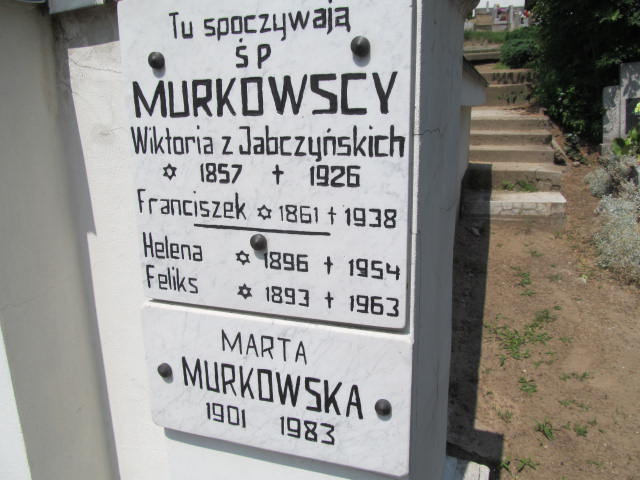 Tu spoczywają
ŚP
MURKOWSCY
Wiktoria z Jabczyńskich
✡ 1857 † 1926
Franciszek ✡ 1861 † 1938
Helena ✡ 1896 † 1954
Feliks ✡ 1893 † 1963
MARTA
MURKOWSKA
1901 1983